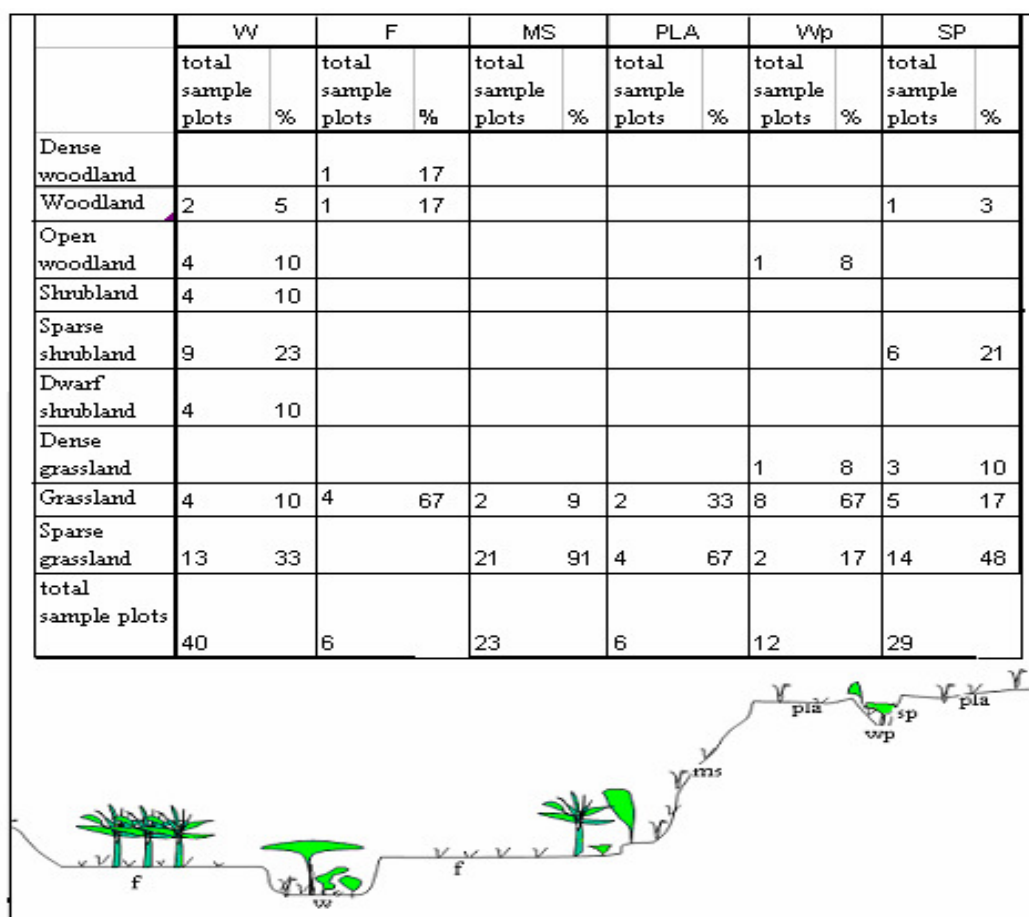 W F MS PLA Wp SP
total sample plots % total sample plots % total sample plots % total sample plots % total sample plots % total sample plots %
Dense woodland 1 17
Woodland 2 5 1 17 1 3
Open woodland 4 10 1 8
Shrubland 4 10
Sparse shrubland 9 23 6 21
Dwarf shrubland 4 10
Dense grassland 1 8 3 10
Grassland 4 10 4 67 2 9 2 33 8 67 5 17
Sparse grassland 13 33 21 91 4 67 2 17 14 48
total sample plots 40 6 23 6 12 29
pla wp sp pla
ms
f w f